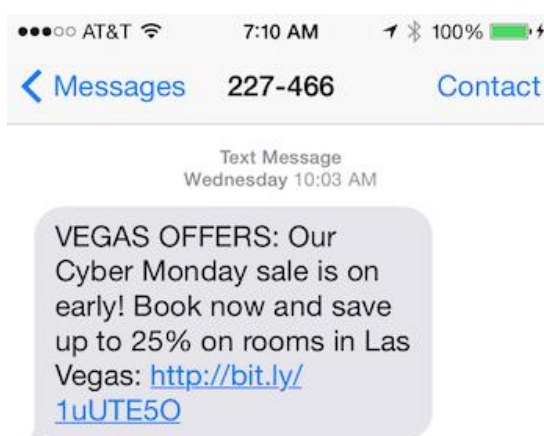 AT&T 7:10 AM 100%
Messages 227-466 Contact
Text Message
Wednesday 10:03 AM
VEGAS OFFERS: Our
Cyber Monday sale is on
early! Book now and save
up to 25% on rooms in Las
Vegas: http://bit.ly/
1uUTE5O